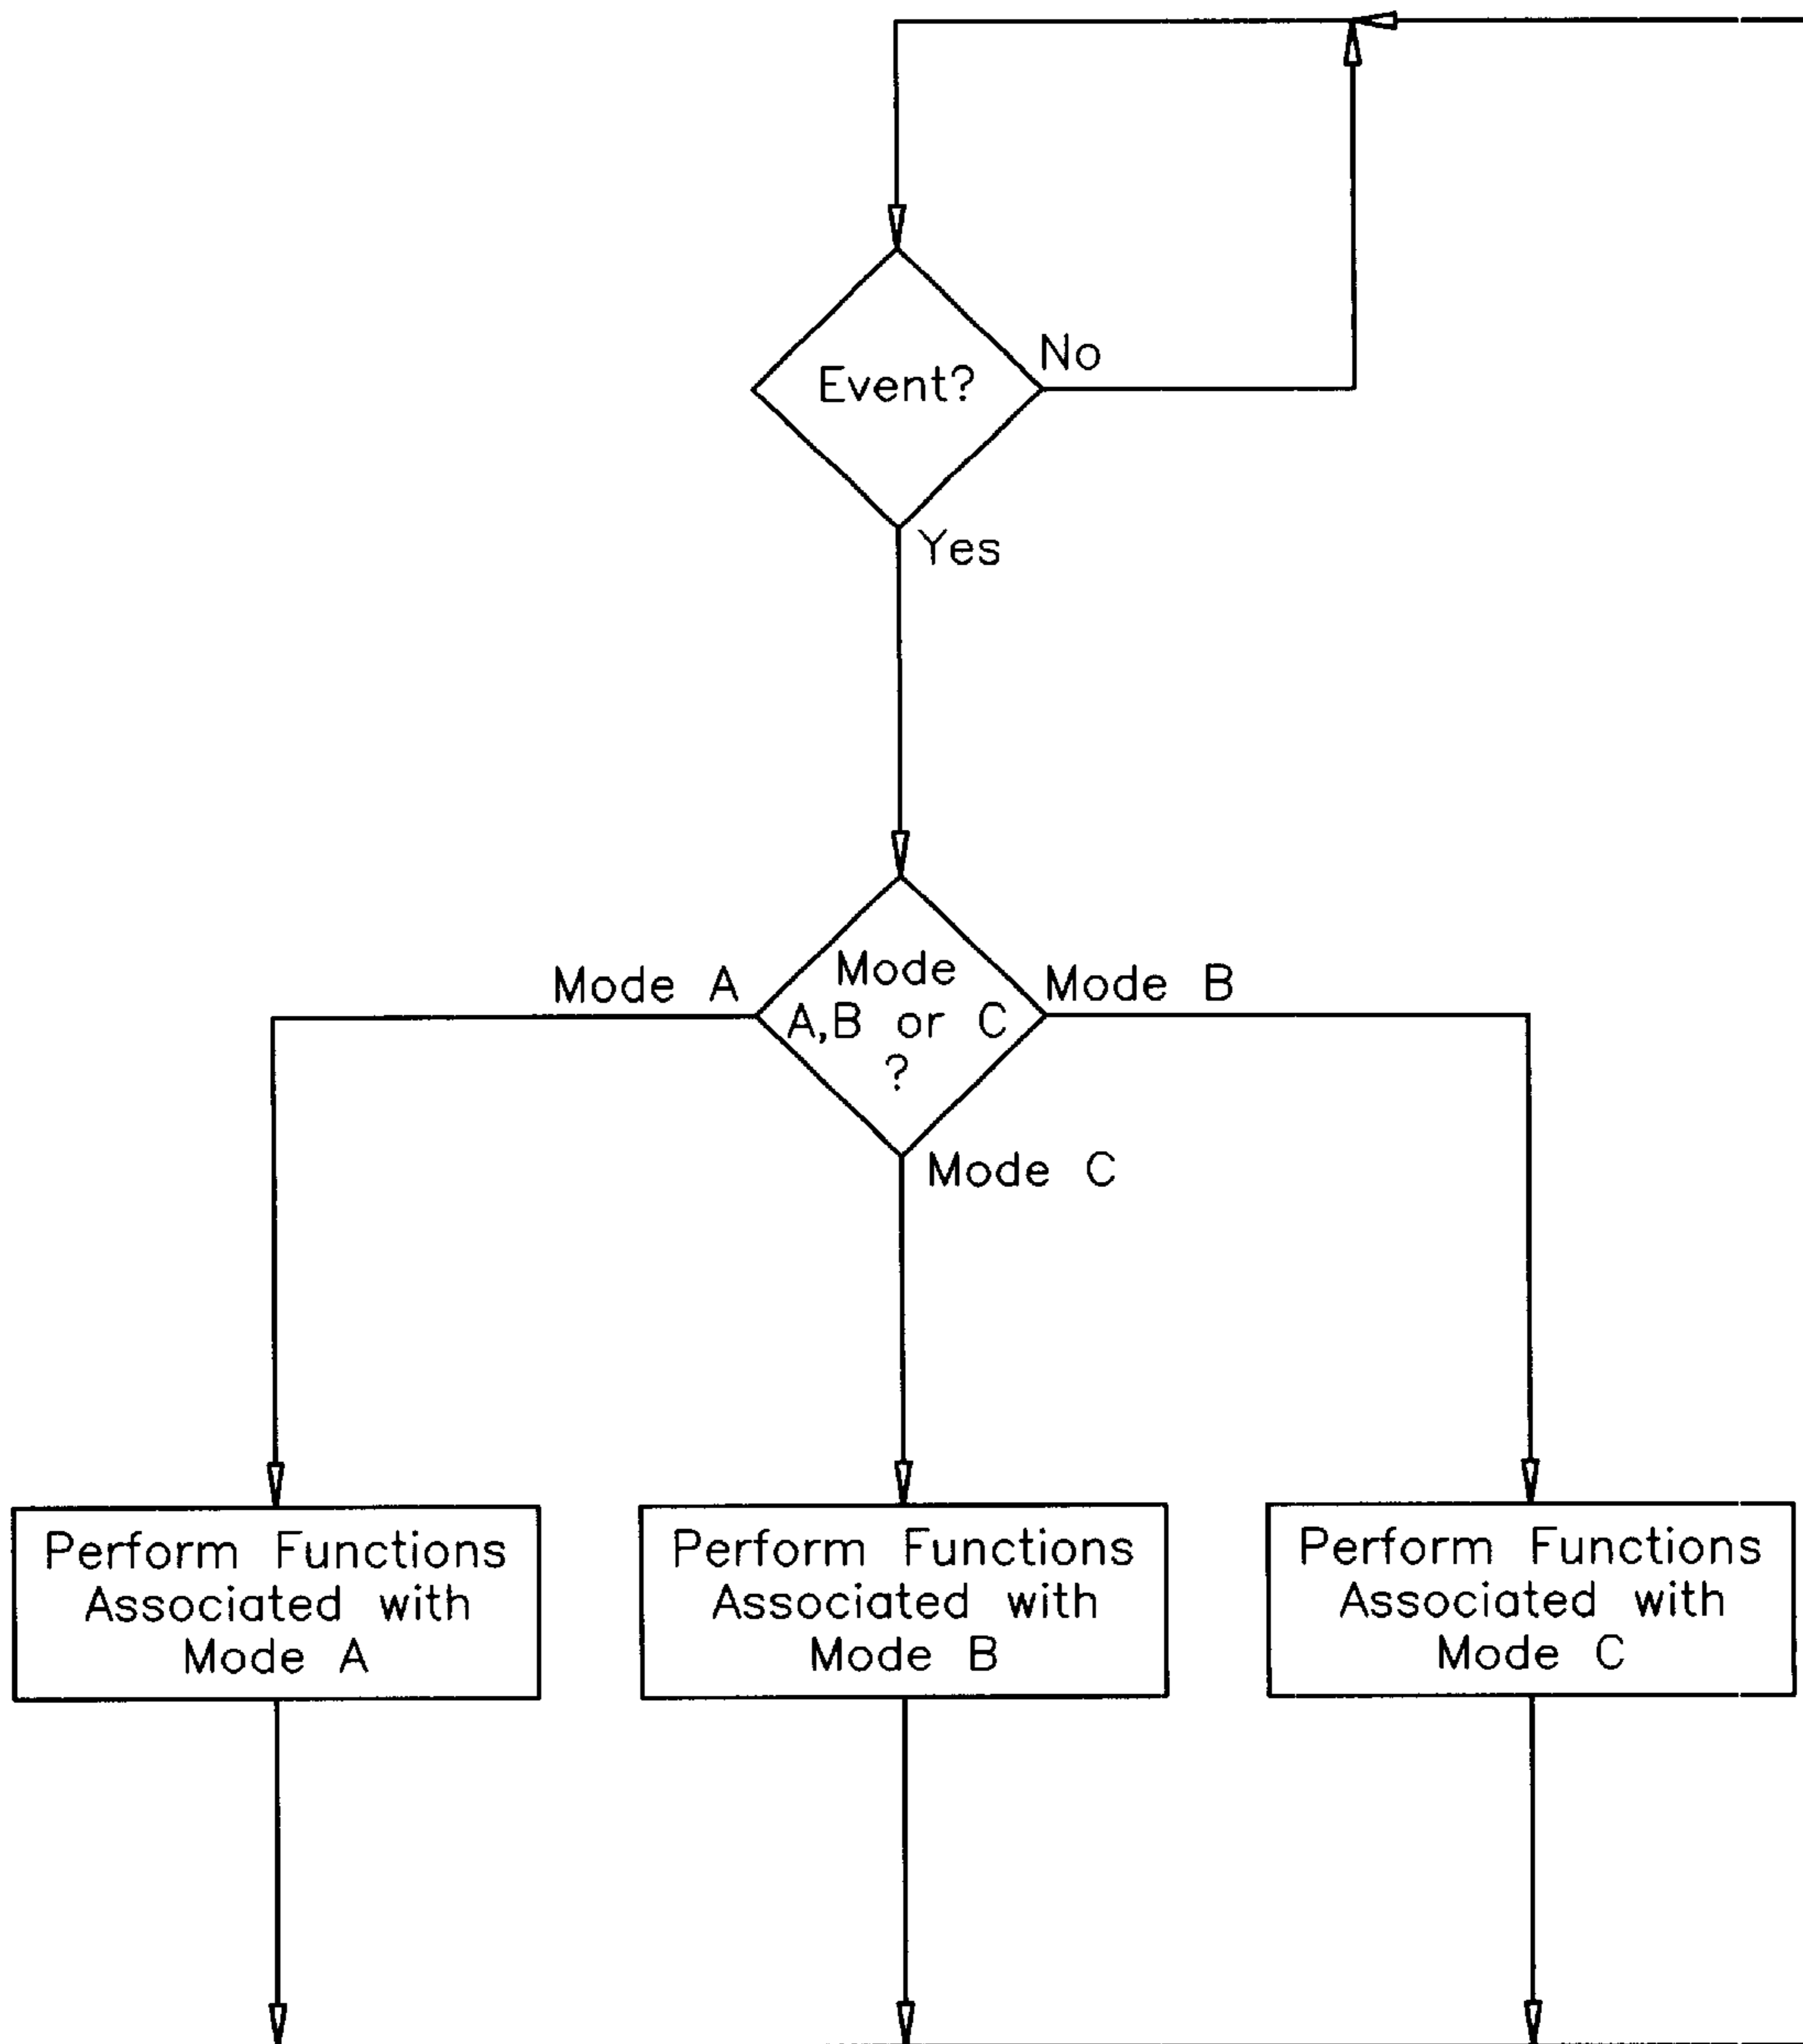 No
Event?
Yes
Mode A
Mode
A,B or C
?
Mode B
Mode C
Perform Functions
Associated with
Mode A
Perform Functions
Associated with
Mode B
Perform Functions
Associated with
Mode C